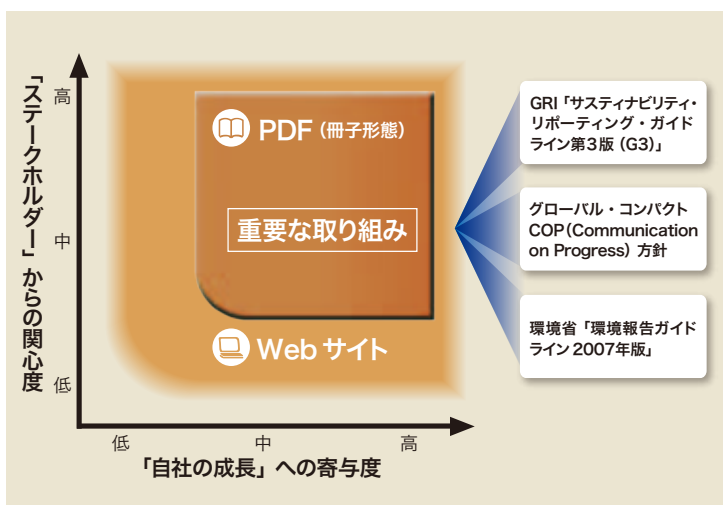 「ステークホルダー」からの関心度
高
中
低
PDF（冊子形態）
重要な取り組み
Webサイト
低
中
高
「自社の成長」への寄与度
GRI「サスティナビリティ・
リポーティング・ガイド
ライン第3版（G3）」
グローバル・コンパクト
COP（Communication
on Progress）方針
環境省「環境報告ガイド
ライン2007年版」